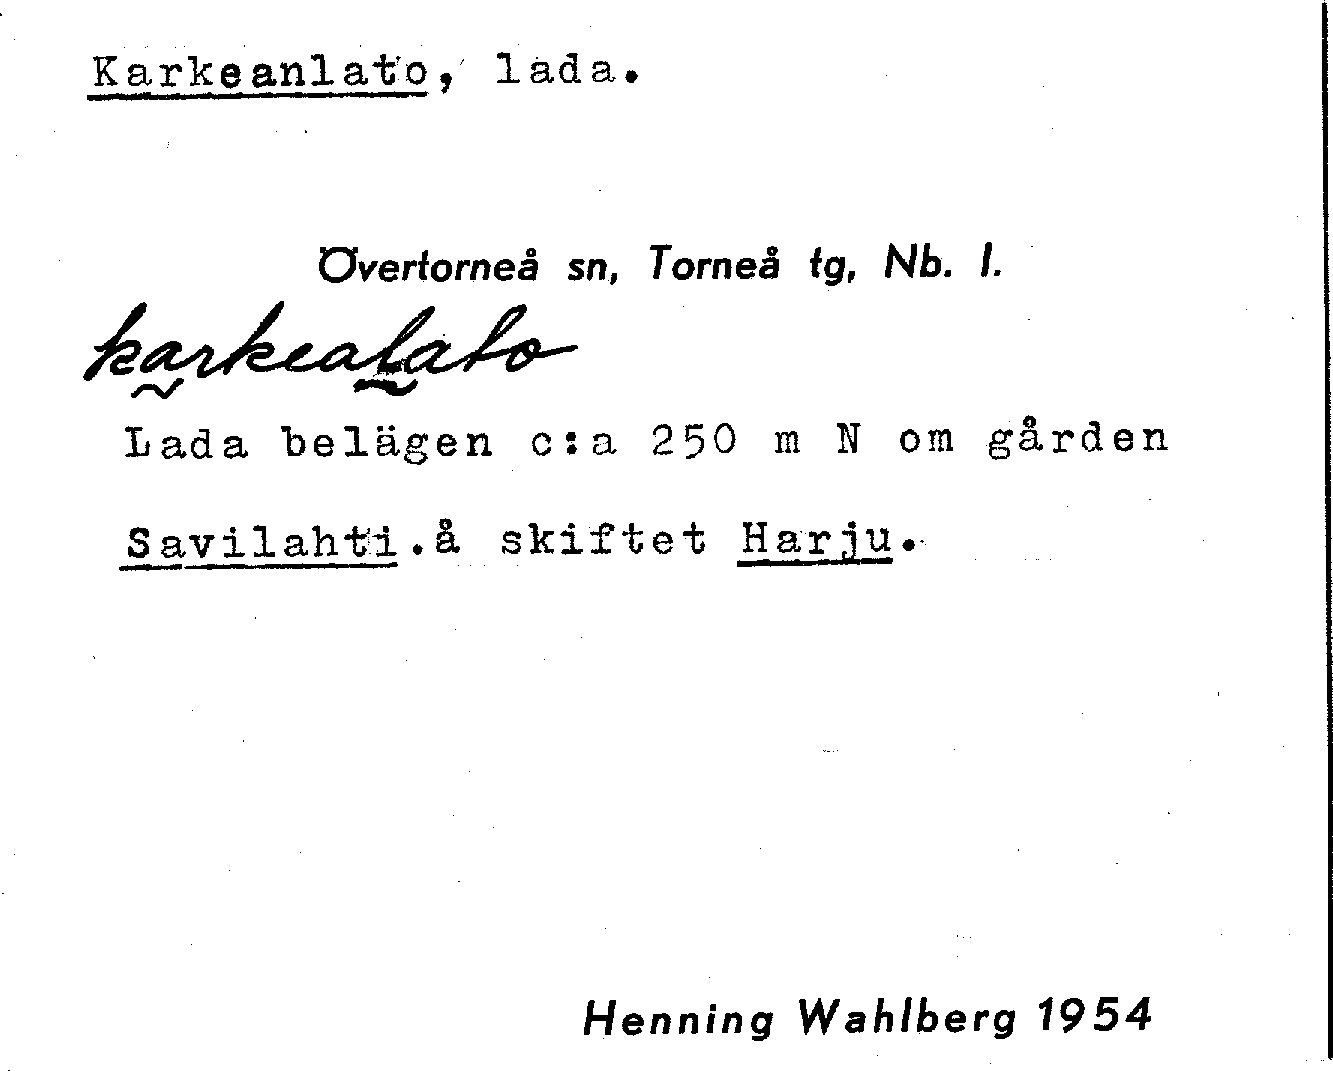 Karkeanlato, lada.
Övertorneå sn, Torneå tg, Nb. l.
karkealato
Lada belägen c:a 250 m N om gården
Savilahti.å skiftet Harju.
Henning Wahlberg 1954